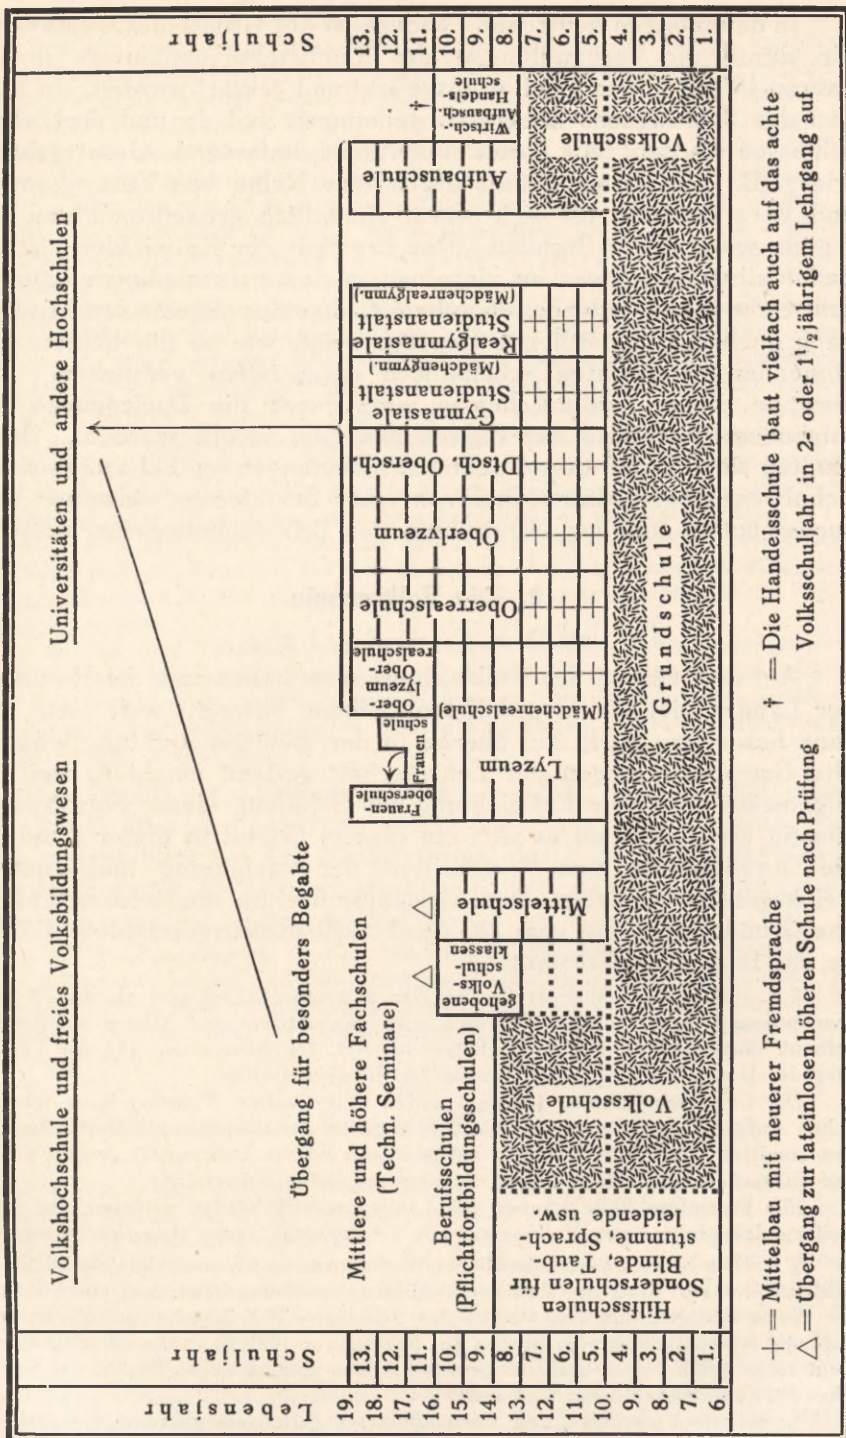 Volkshochschule und freies Volksbildungswesen
Universitäten und andere Hochschulen
Übergang für besonders Begabte
Mittlere und höhere Fachschulen
(Techn. Seminare)
Berufsschulen
(Pflichtfortbildungsschulen)
Lebensjahr
19.
18.
17.
16.
15.
14.
13.
12.
11.
10.
9.
8.
7.
6.
Schuljahr
13.
12.
11.
10.
9.
8.
7.
6.
5.
4.
3.
2.
1.
Hilfsschulen
Sonderschulen für
Blinde, Taub-
stumme, Sprach-
leidende usw.
Volksschule
gehobene
Volks-
schul-
klassen
△
Mittelschule
△
Frauen-
oberschule
Frauen
schule
Lyzeum
(Mädchenrealschule)
Ober-
lyzeum
Ober-
realschule
Oberrealschule
Oberlyzeum
Dtsch. Obersch.
Gymnasiale
Studienanstalt
(Mädchengymn.)
Realgymnasiale
Studienstalt
(Mädchenrealgymn.)
Aufbauschule
Wirtsch.-
Aufbausch.
Handels-
schule
†
Volksschule
Grundschule
Schuljahr
13.
12.
11.
10.
9.
8.
7.
6.
5.
4.
3.
2.
1.
+ = Mittelbau mit neuerer Fremdsprache
△ = Übergang zur lateinlosen höheren Schule nach Prüfung
† = Die Handelsschule baut vielfach auch auf das achte
Volksschuljahr in 2- oder 1½jährigem Lehrgang auf